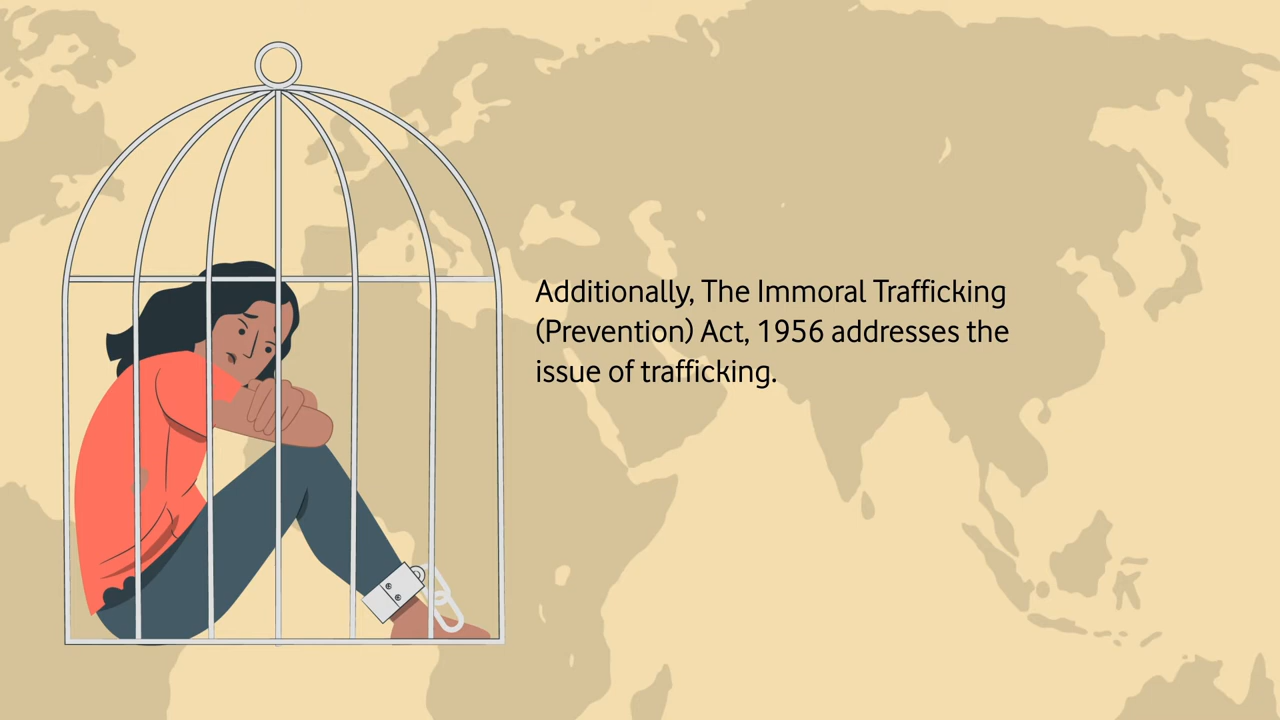 Additionally, The Immoral Trafficking
(Prevention) Act, 1956 addresses the
issue of trafficking.